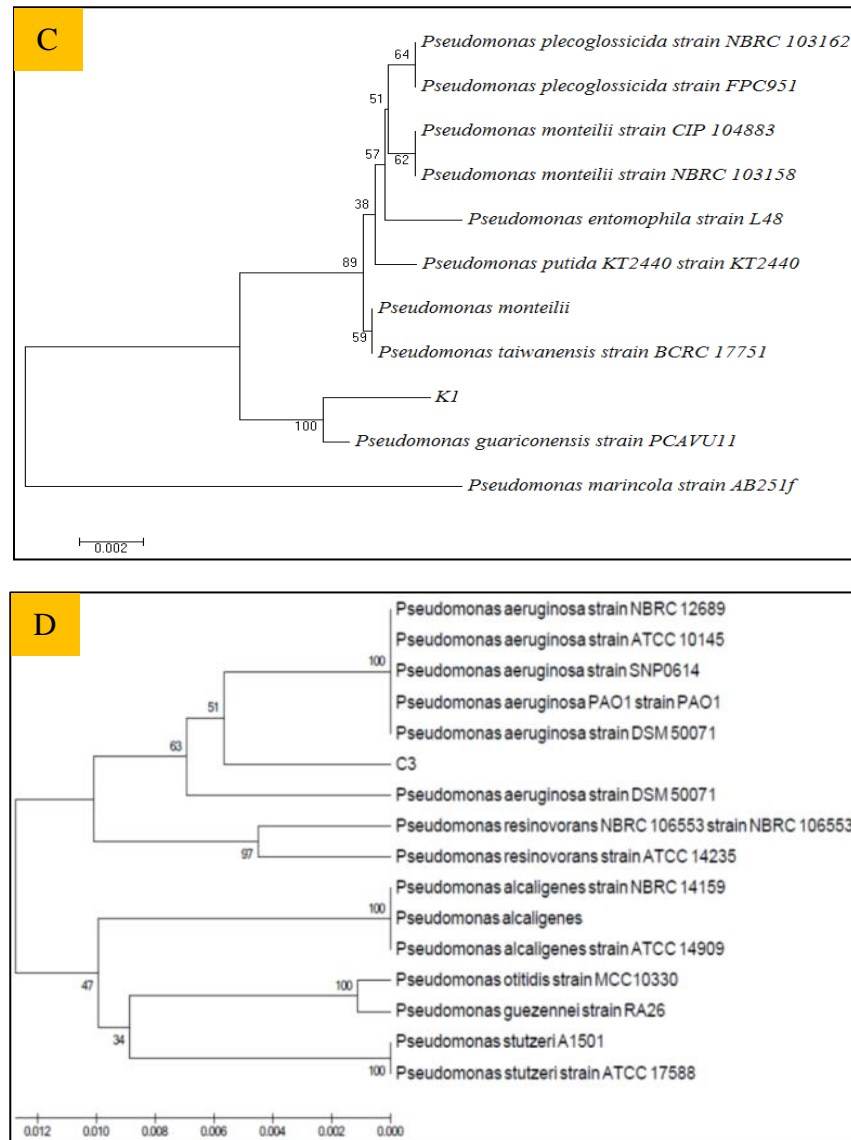 C
Pseudomonas plecoglossicida strain NBRC 103162
64
Pseudomonas plecoglossicida strain FPC951
51
Pseudomonas monteilii strain CIP 104883
62
Pseudomonas monteilii strain NBRC 103158
57
Pseudomonas entomophila strain L48
38
Pseudomonas putida KT2440 strain KT2440
89
Pseudomonas monteilii
59
Pseudomonas taiwanensis strain BCRC 17751
K1
100
Pseudomonas guariconensis strain PCAVU11
Pseudomonas marincola strain AB251f
0.002
D
Pseudomonas aeruginosa strain NBRC 12689
Pseudomonas aeruginosa strain ATCC 10145
100
Pseudomonas aeruginosa strain SNP0614
Pseudomonas aeruginosa PAO1 strain PAO1
51
Pseudomonas aeruginosa strain DSM 50071
63
C3
Pseudomonas aeruginosa strain DSM 50071
Pseudomonas resinovorans NBRC 106553 strain NBRC 106553
97
Pseudomonas resinovorans strain ATCC 14235
Pseudomonas alcaligenes strain NBRC 14159
100
Pseudomonas alcaligenes
Pseudomonas alcaligenes strain ATCC 14909
47
Pseudomonas otitidis strain MCC10330
100
Pseudomonas guezennei strain RA26
34
Pseudomonas stutzeri A1501
100
Pseudomonas stutzeri strain ATCC 17588
0.012 0.010 0.008 0.006 0.004 0.002 0.000